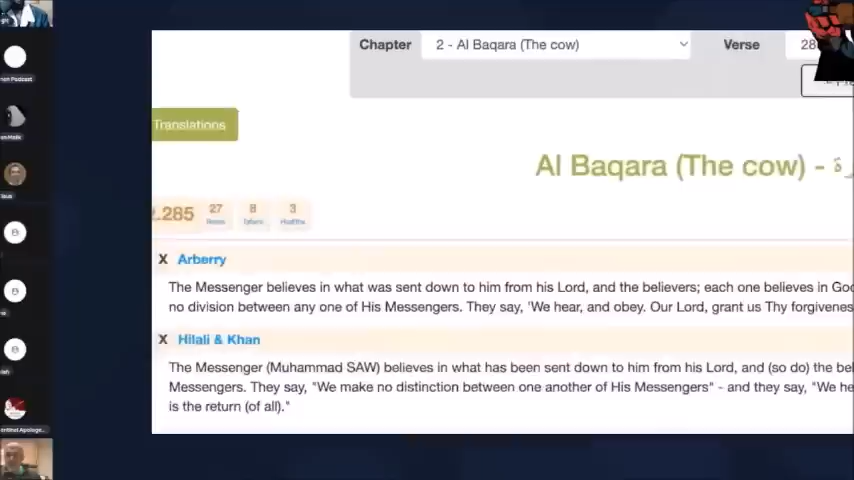 Chapter 2 - Al Baqara (The cow) Verse 28
Translations
Al Baqara (The cow) -
.285 27 8 3
X Arberry
The Messenger believes in what was sent down to him from his Lord, and the believers; each one believes in Goo
no division between any one of His Messengers. They say, 'We hear, and obey. Our Lord, grant us Thy forgivenes
X Hilali & Khan
The Messenger (Muhammad SAW) believes in what has been sent down to him from his Lord, and (so do) the bel
Messengers. They say, "We make no distinction between one another of His Messengers" - and they say, "We he
is the return (of all)."
Podcast